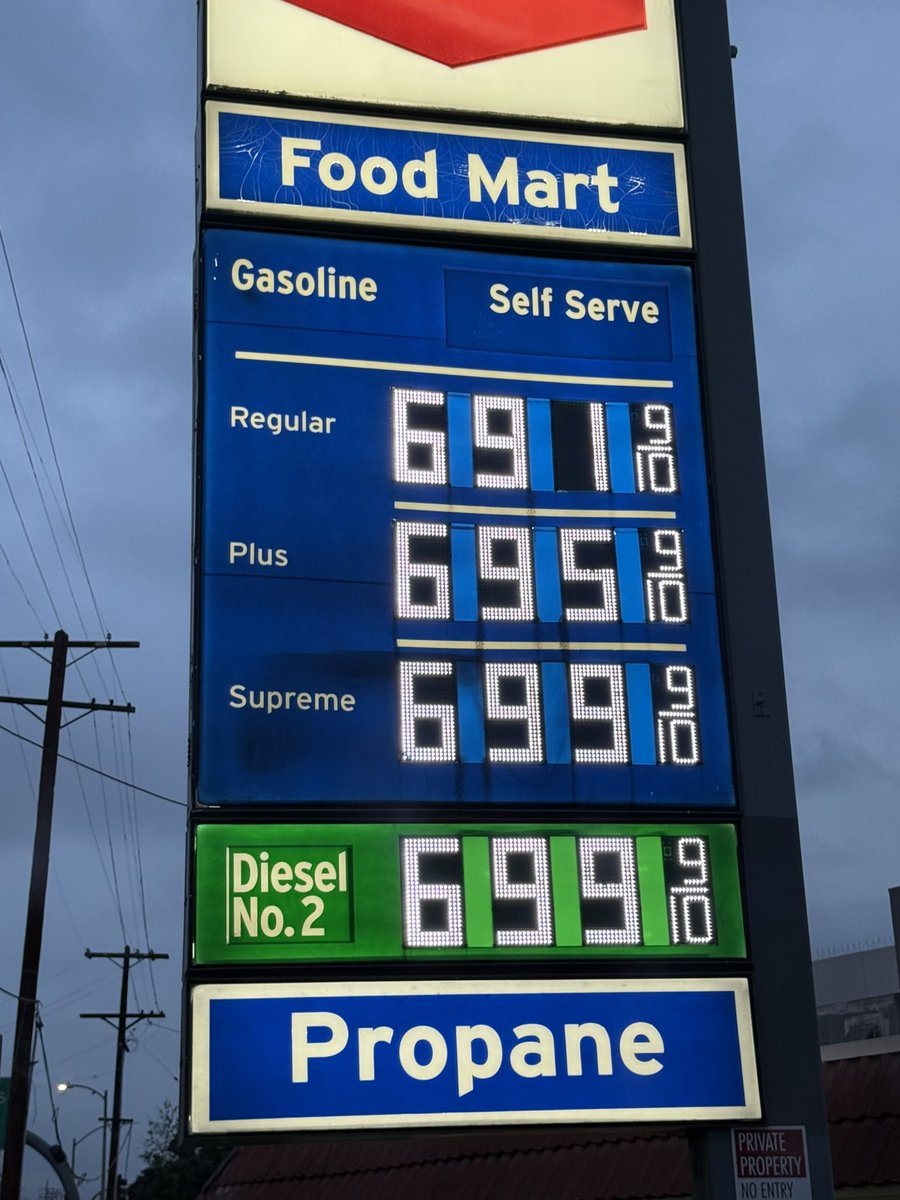 Food Mart
Gasoline
Self Serve
Regular 6 9 1 9/10
Plus 6 9 5 9/10
Supreme 6 9 9 9/10
Diesel
No. 2
6 9 9 9/10
Propane
PRIVATE
PROPERTY
NO ENTRY